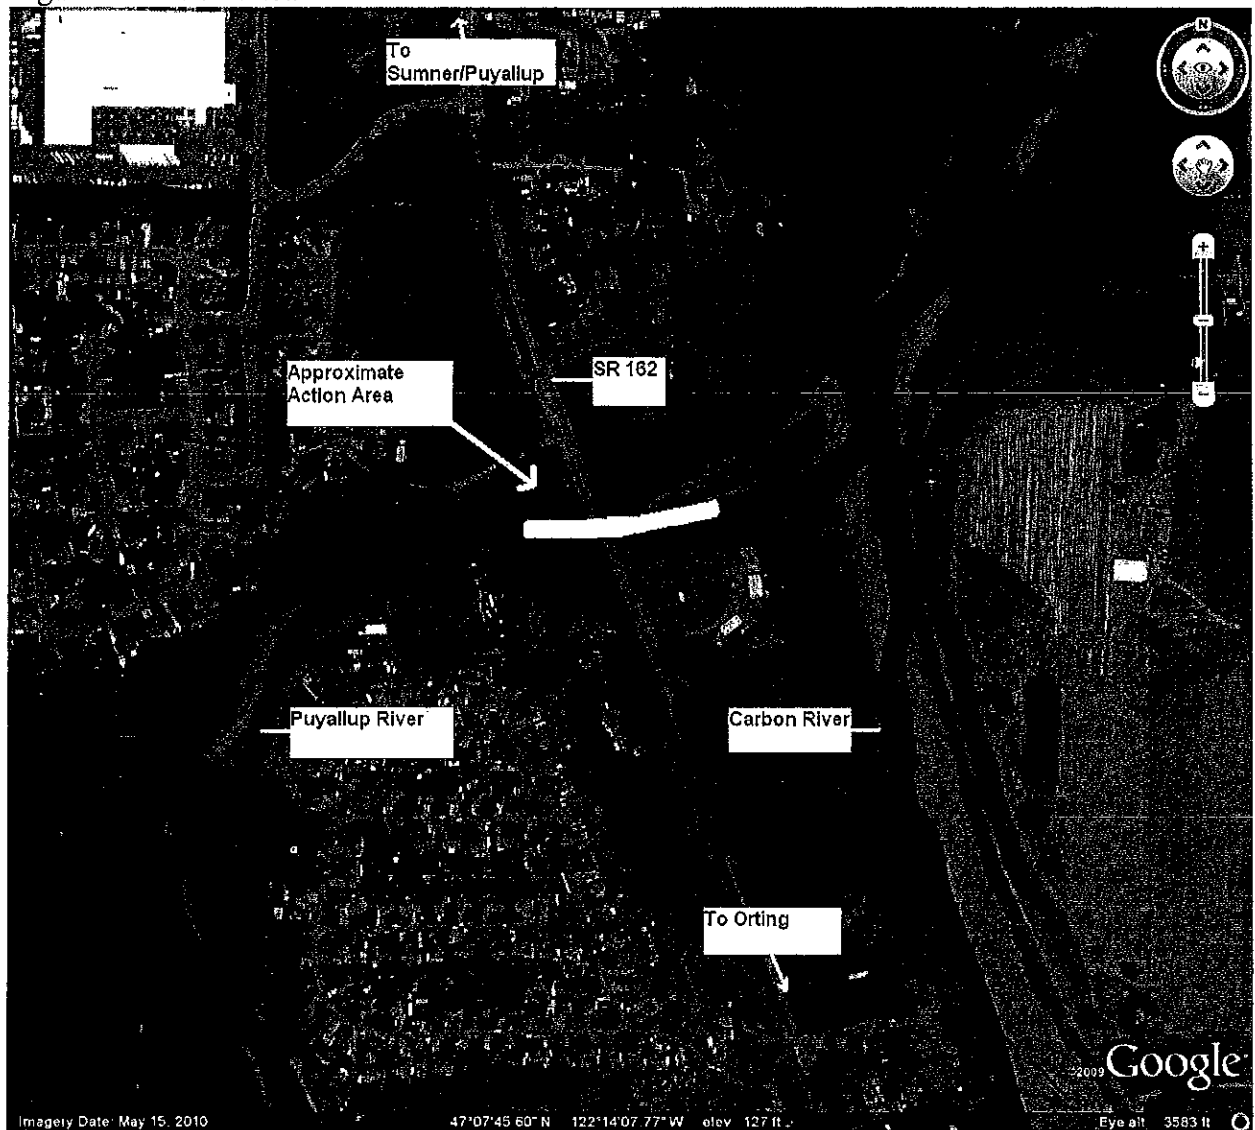 To
Sumner/Puyallup
N
Approximate
Action Area
SR 162
Puyallup River
Carbon River
To Orting
2009 Google
Imagery Date: May 15, 2010 47°07'45.60" N 122°14'07.77" W elev 127 ft Eye alt 3583 ft